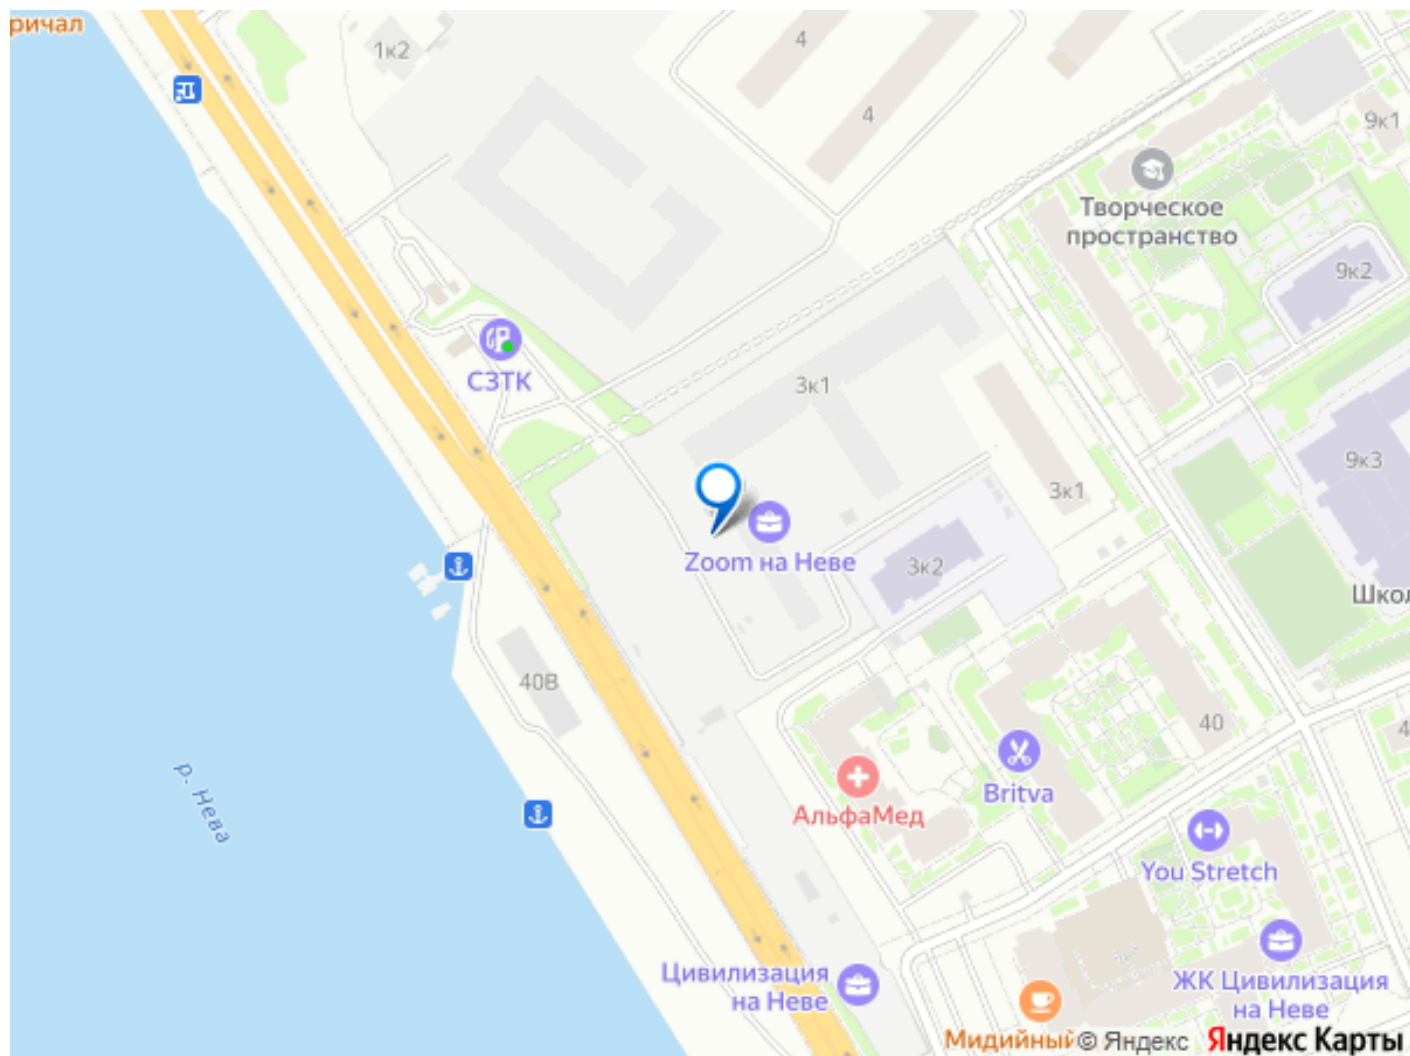 ричал
1к2
4
4
9к1
Творческое
пространство
9к2
СЗТК
3к1
9к3
3к1
Zoom на Неве
3к2
Шко
40В
40
4
р. Нева
Britva
АльфаМед
You Stretch
Цивилизация
на Неве
ЖК Цивилизация
на Неве
Мидийный
© Яндекс Яндекс Карты